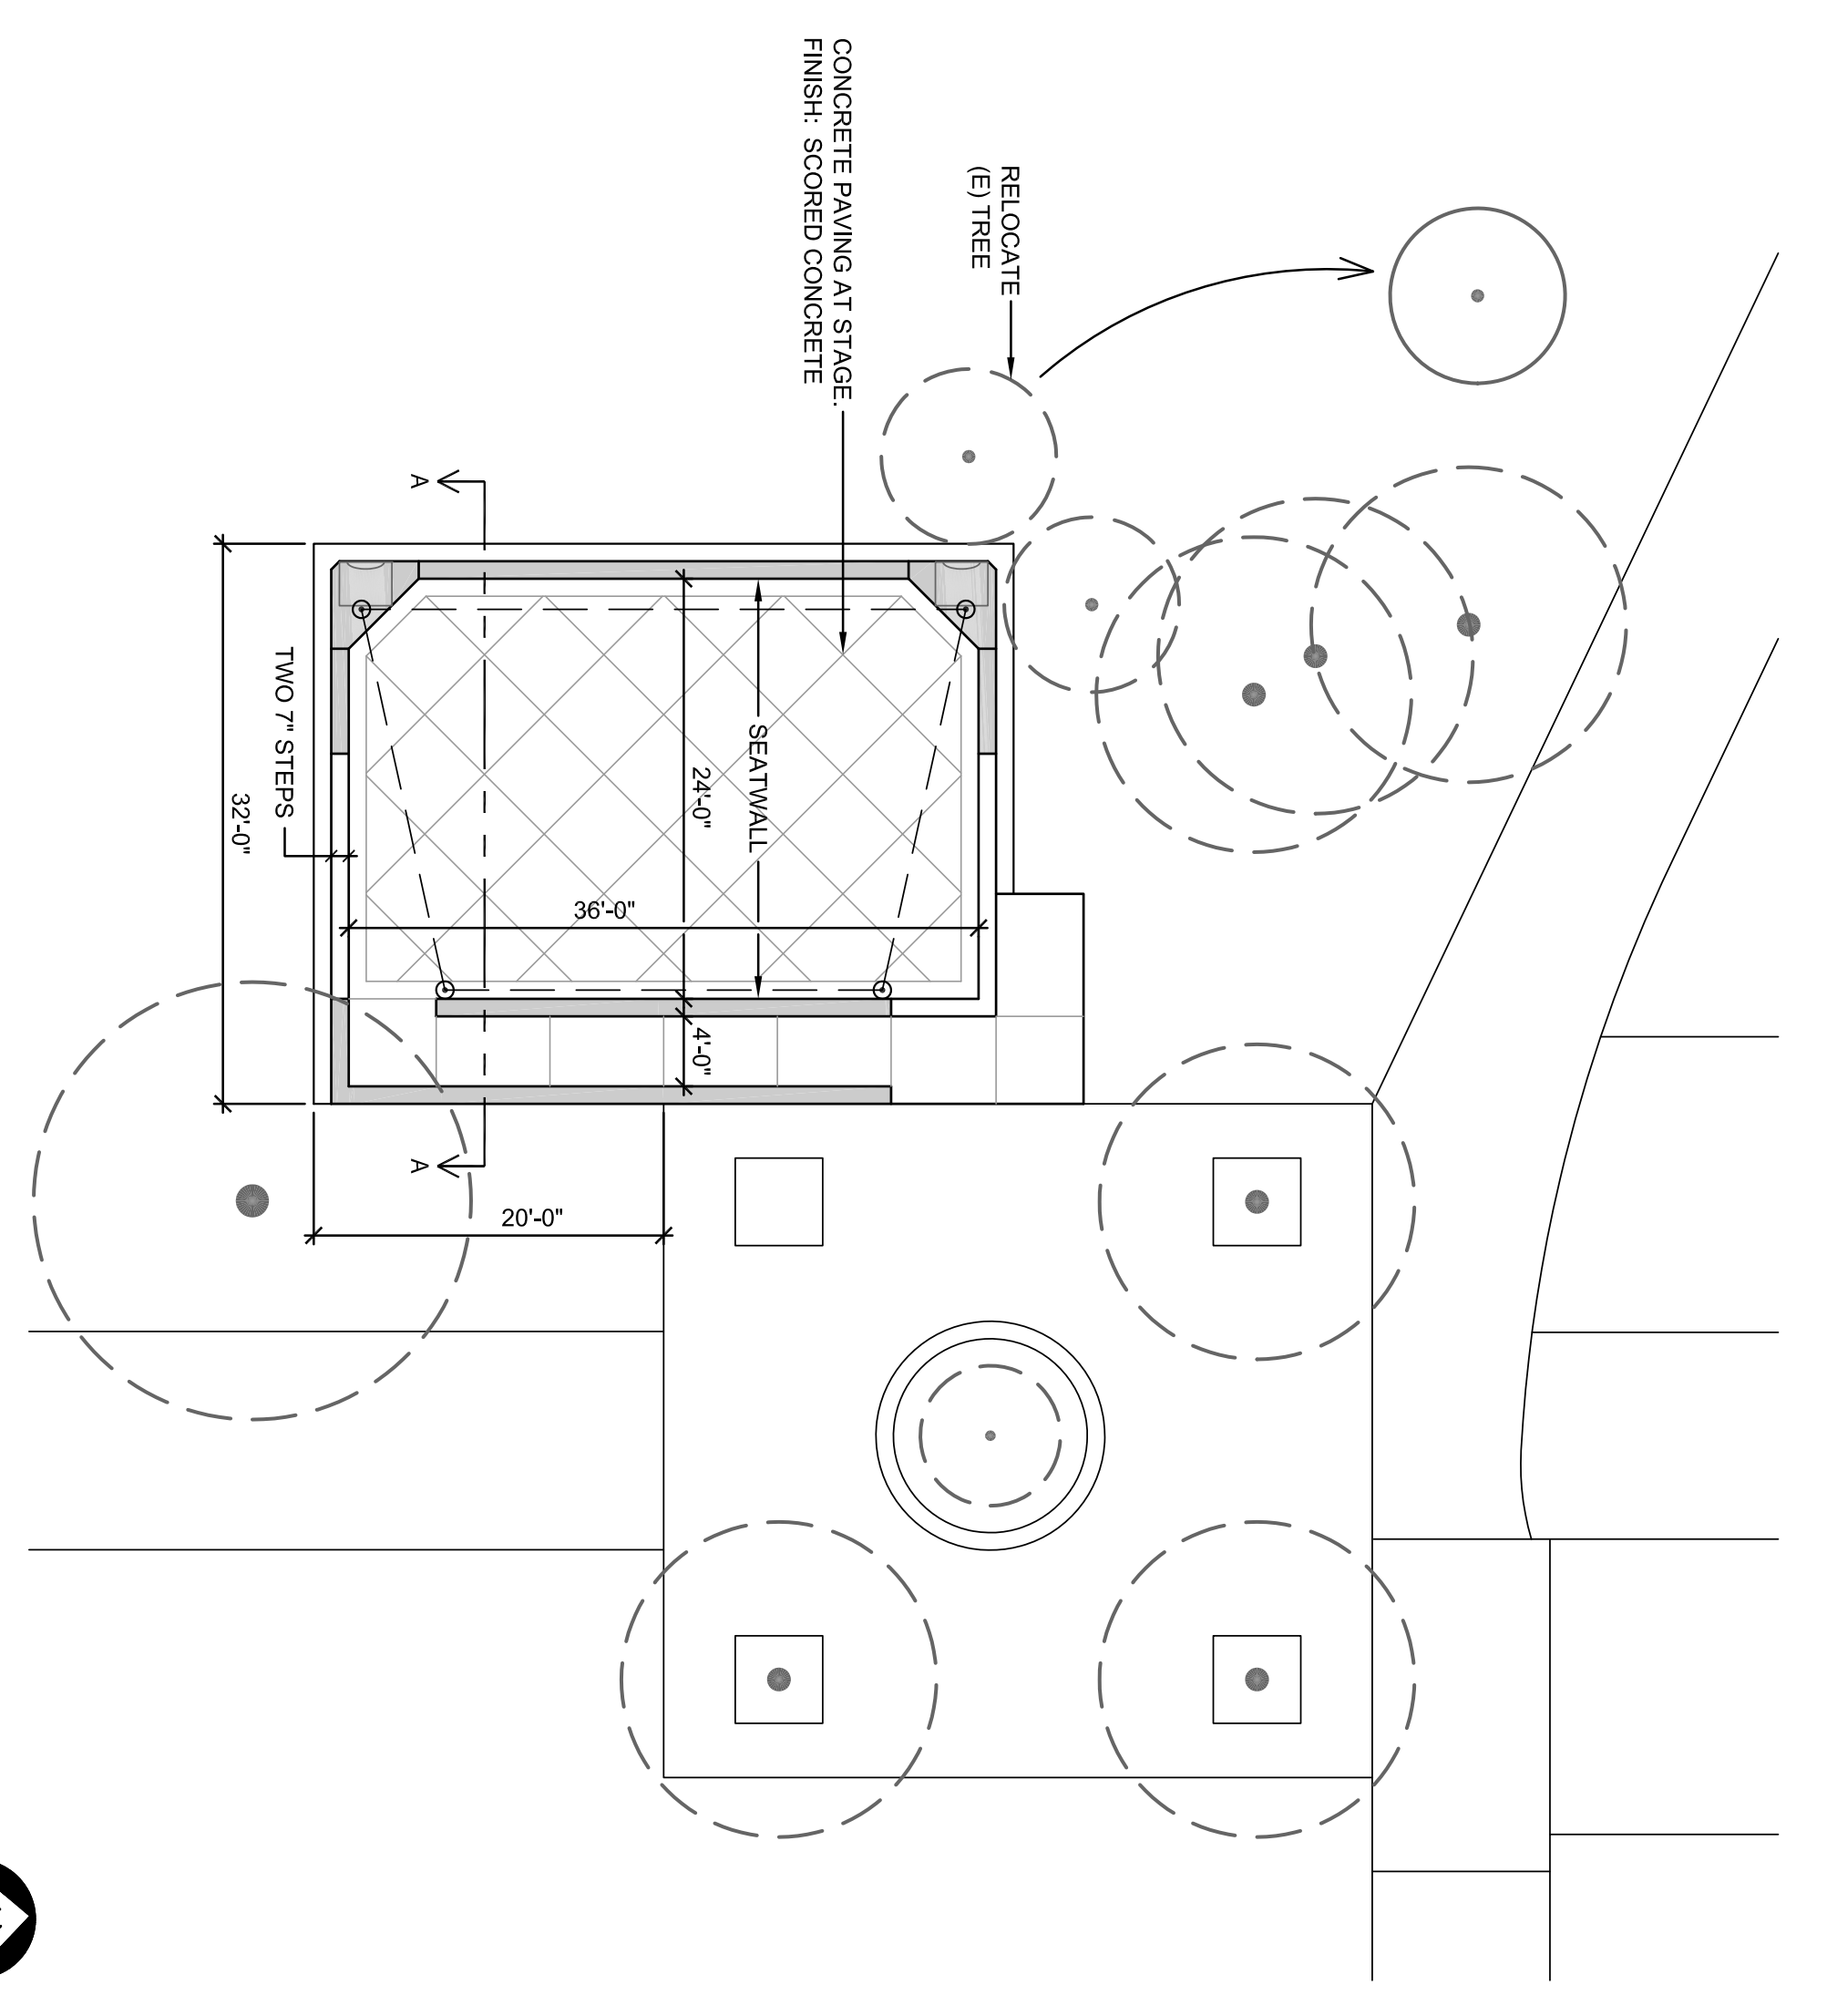 CONCRETE PAVING AT STAGE.
FINISH: SCORED CONCRETE
RELOCATE
(E) TREE
A
TWO 7" STEPS
SEATWALL
24'-0"
32'-0"
36'-0"
4'-0"
A
20'-0"